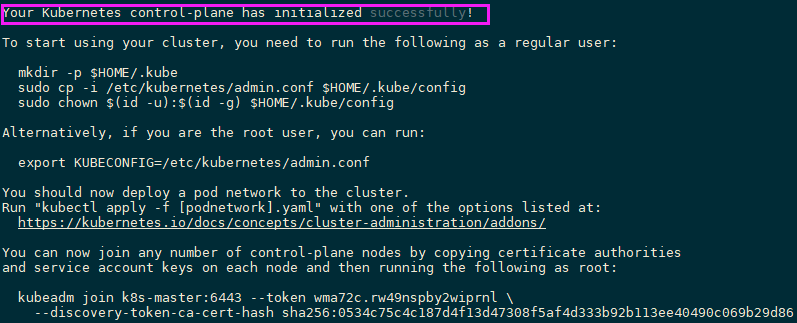 Your Kubernetes control-plane has initialized successfully!
To start using your cluster, you need to run the following as a regular user:
mkdir -p $HOME/.kube
sudo cp -i /etc/kubernetes/admin.conf $HOME/.kube/config
sudo chown $(id -u):$(id -g) $HOME/.kube/config
Alternatively, if you are the root user, you can run:
export KUBECONFIG=/etc/kubernetes/admin.conf
You should now deploy a pod network to the cluster.
Run "kubectl apply -f [podnetwork].yaml" with one of the options listed at:
https://kubernetes.io/docs/concepts/cluster-administration/addons/
You can now join any number of control-plane nodes by copying certificate authorities
and service account keys on each node and then running the following as root:
kubeadm join k8s-master:6443 --token wma72c.rw49nspby2wiprnl \
--discovery-token-ca-cert-hash sha256:0534c75c4c187d4f13d47308f5af4d333b92b113ee40490c069b29d86